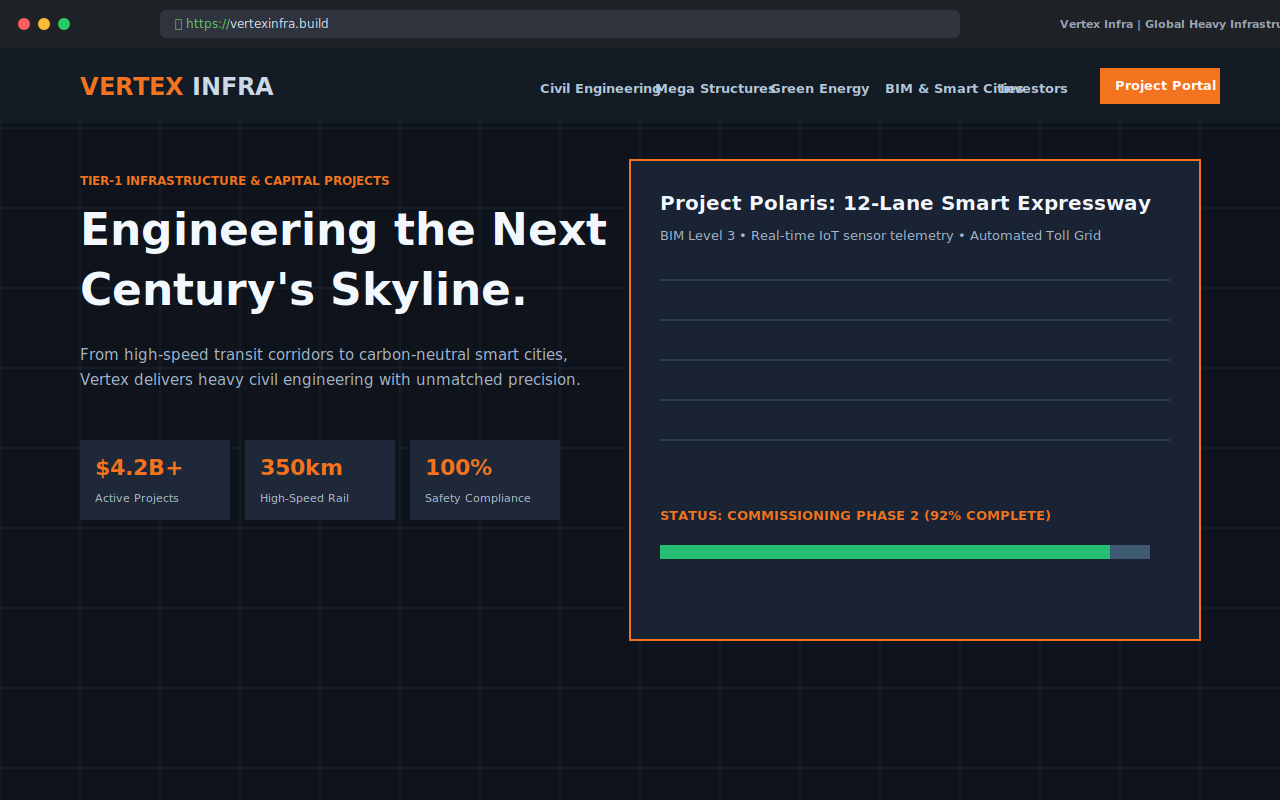 https://vertexinfra.build
Vertex Infra | Global Heavy
VERTEX INFRA
Civil Engineering
Mega Structures
Green Energy
BIM & Smart Cities
Investors
Project Portal
TIER-1 INFRASTRUCTURE & CAPITAL PROJECTS
Engineering the Next
Century's Skyline.
From high-speed transit corridors to carbon-neutral smart cities,
Vertex delivers heavy civil engineering with unmatched precision.
$4.2B+
Active Projects
350km
High-Speed Rail
100%
Safety Compliance
Project Polaris: 12-Lane Smart Expressway
BIM Level 3 • Real-time IoT sensor telemetry • Automated Toll Grid
STATUS: COMMISSIONING PHASE 2 (92% COMPLETE)